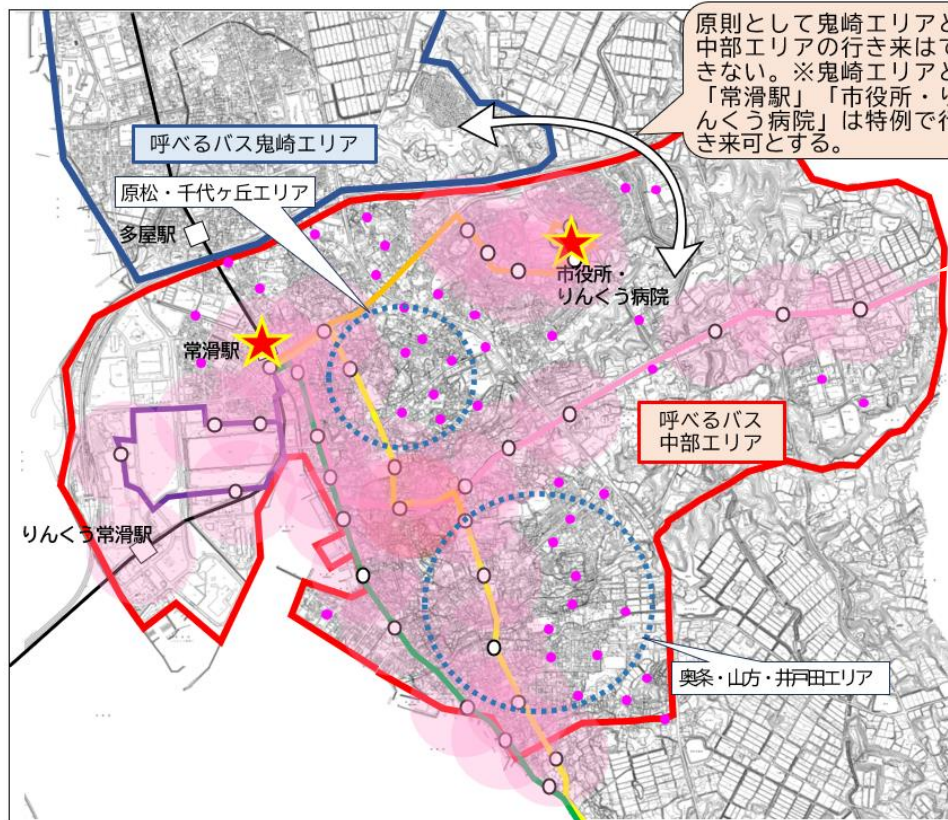 原則として鬼崎エリアと
中部エリアの行き来はで
きない。※鬼崎エリアと
「常滑駅」「市役所・り
んくう病院」は特例で行
き来可とする。
呼べるバス鬼崎エリア
原松・千代ヶ丘エリア
多屋駅
市役所・
りんくう病院
常滑駅
呼べるバス
中部エリア
りんくう常滑駅
奥条・山方・井戸田エリア